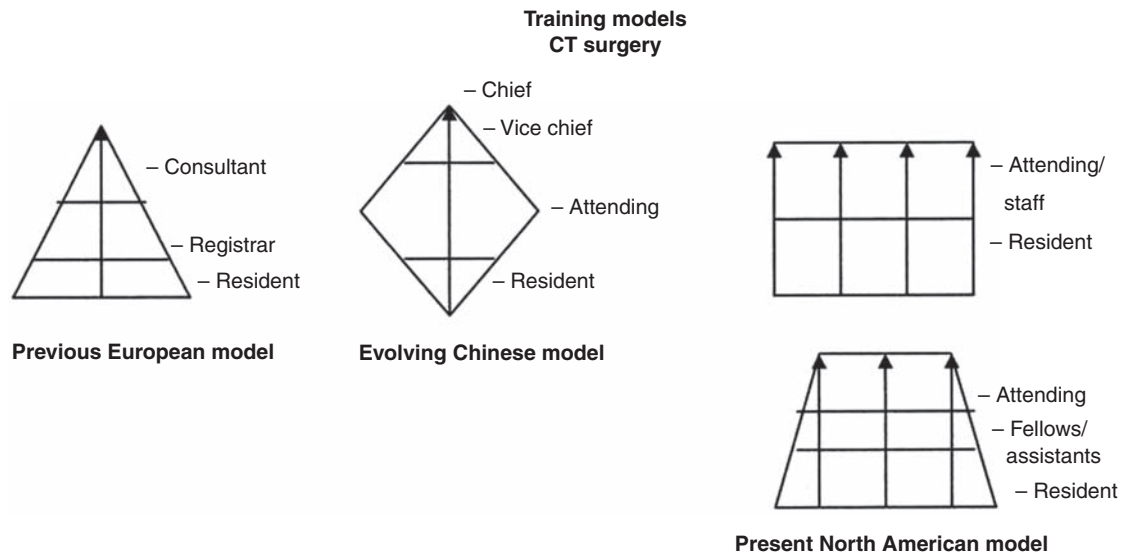 Training models
CT surgery
– Consultant
– Registrar
– Resident
Previous European model
– Chief
– Vice chief
– Attending
– Resident
Evolving Chinese model
– Attending/
staff
– Resident
– Attending
– Fellows/
assistants
– Resident
Present North American model